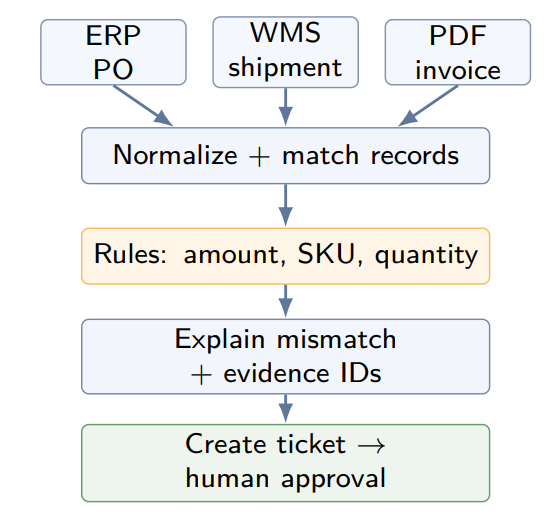 ERP
PO
WMS
shipment
PDF
invoice
Normalize + match records
Rules: amount, SKU, quantity
Explain mismatch
+ evidence IDs
Create ticket →
human approval